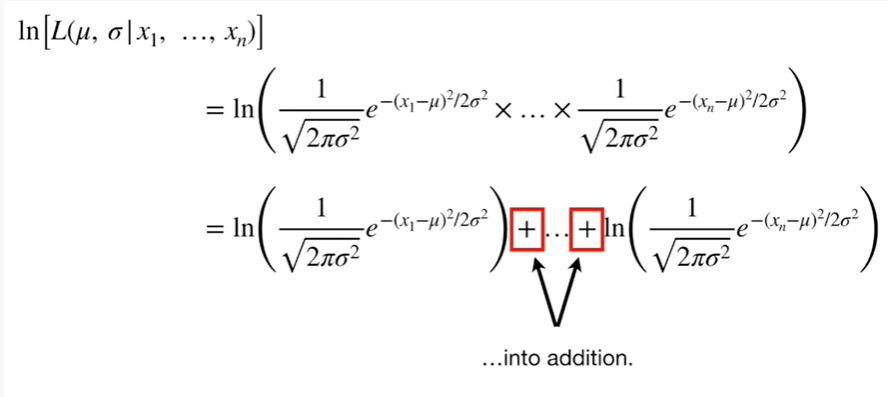 ln[L(μ, σ|x₁, …, xₙ)]
= ln(1/√(2πσ²) e^(−(x₁−μ)²/2σ²) × … × 1/√(2πσ²) e^(−(xₙ−μ)²/2σ²))
= ln(1/√(2πσ²) e^(−(x₁−μ)²/2σ²)) + … + ln(1/√(2πσ²) e^(−(xₙ−μ)²/2σ²))
…into addition.